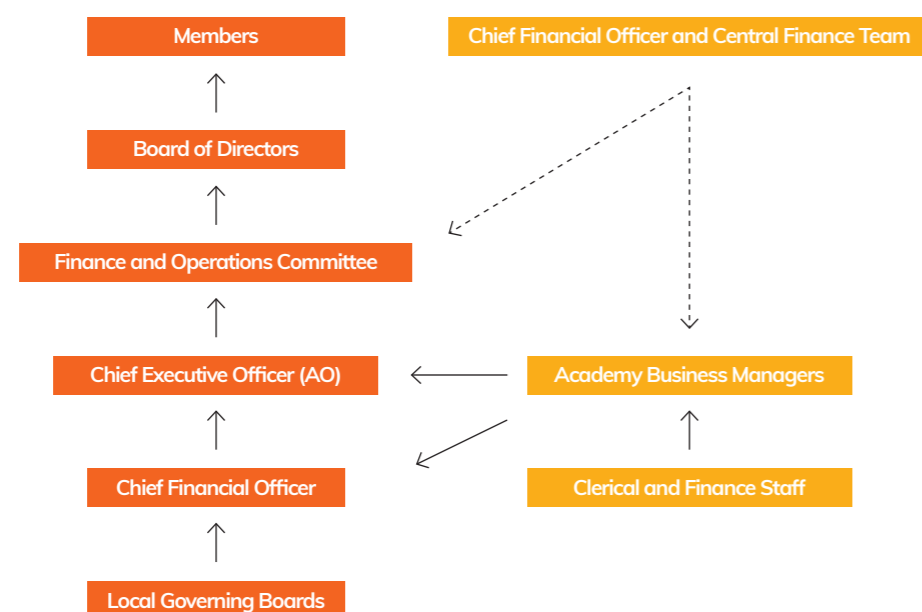 Members
Chief Financial Officer and Central Finance Team
Board of Directors
Finance and Operations Committee
Chief Executive Officer (AO)
Academy Business Managers
Chief Financial Officer
Clerical and Finance Staff
Local Governing Boards